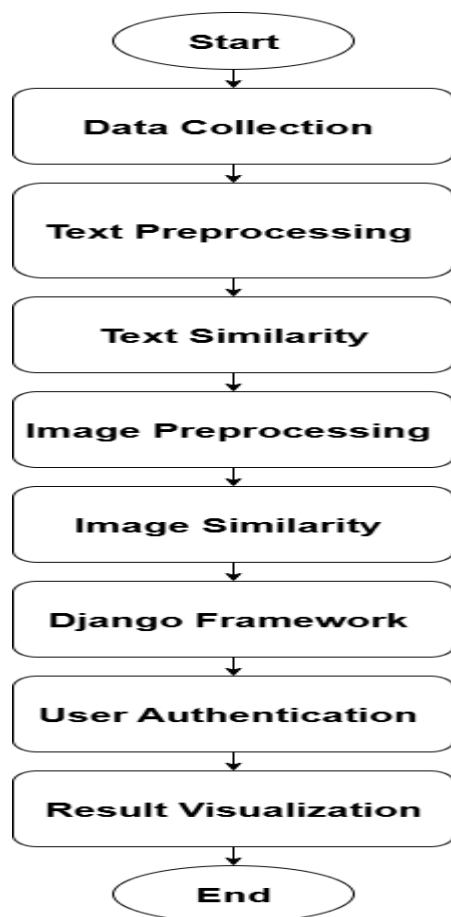 Start
Data Collection
Text Preprocessing
Text Similarity
Image Preprocessing
Image Similarity
Django Framework
User Authentication
Result Visualization
End